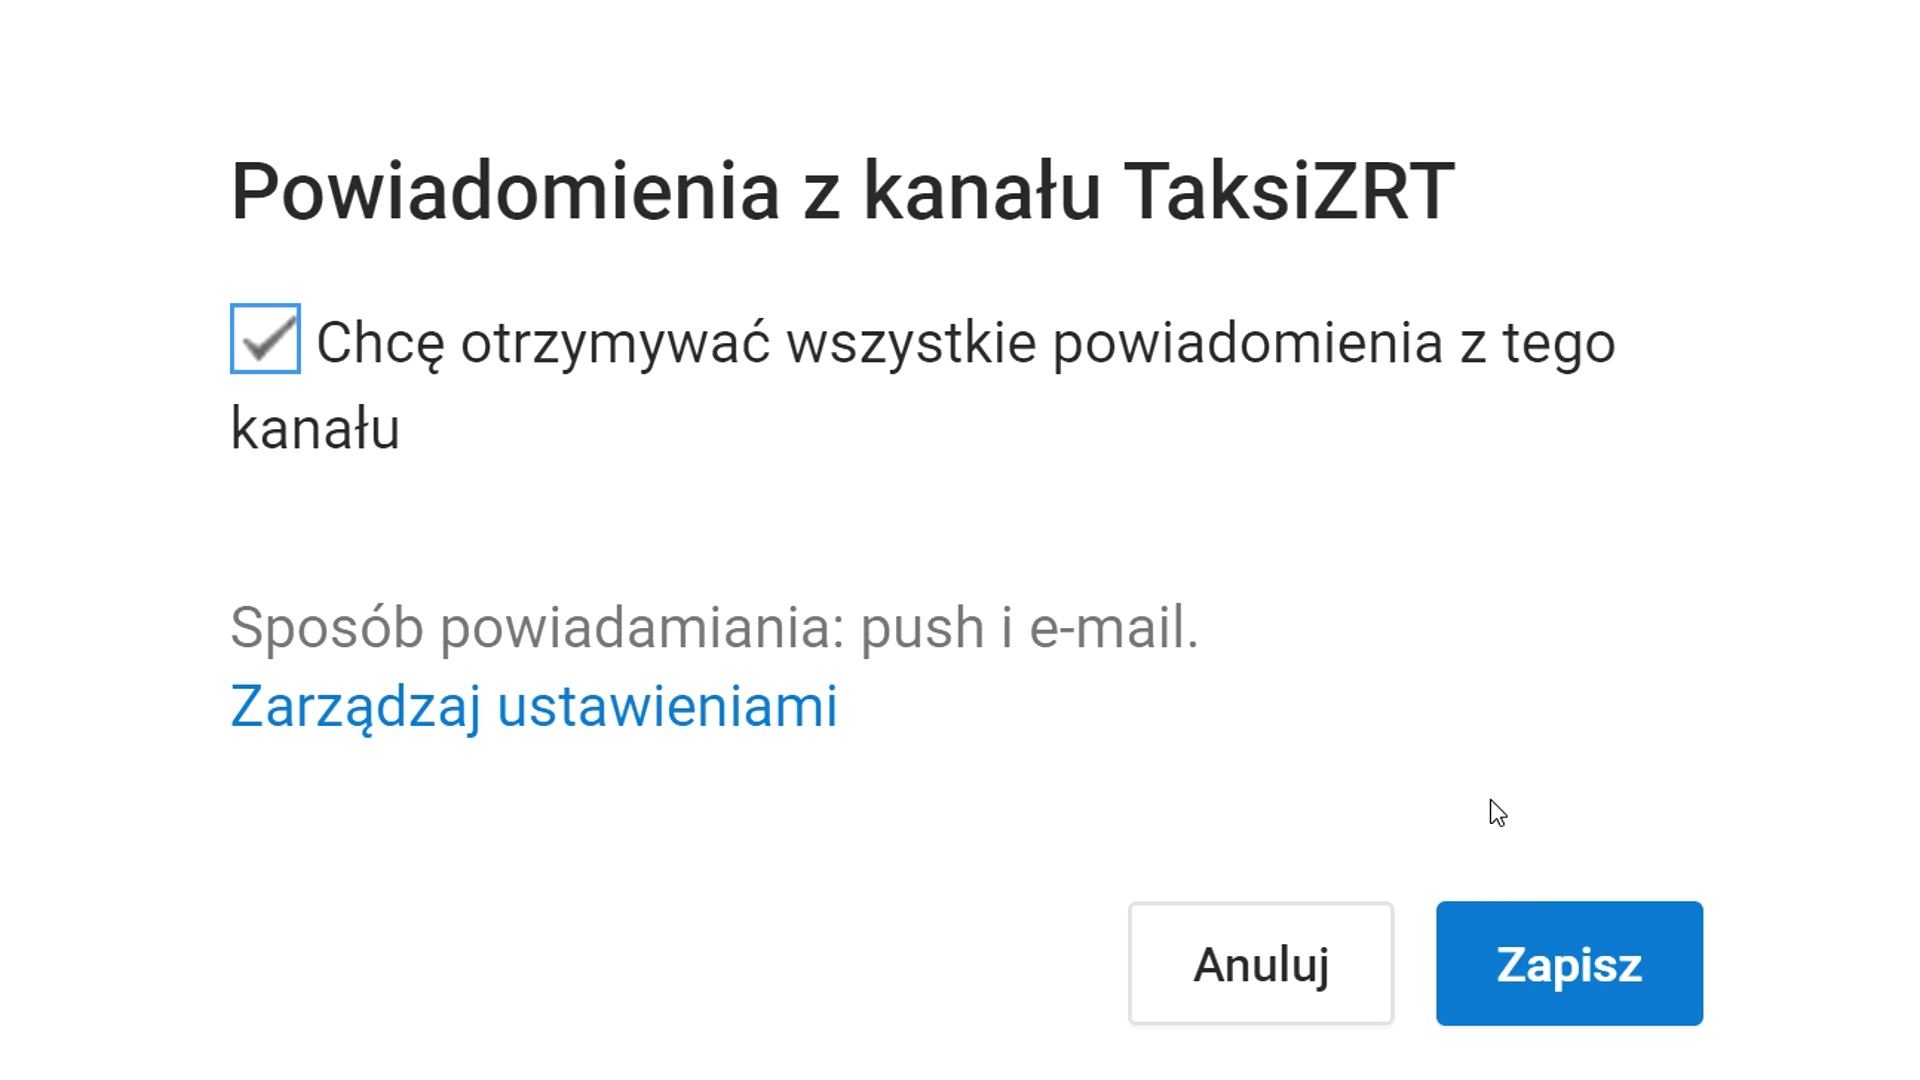 Powiadomienia z kanału TaksiZRT
Chcę otrzymywać wszystkie powiadomienia z tego
kanału
Sposób powiadamiania: push i e-mail.
Zarządzaj ustawieniami
Anuluj
Zapisz